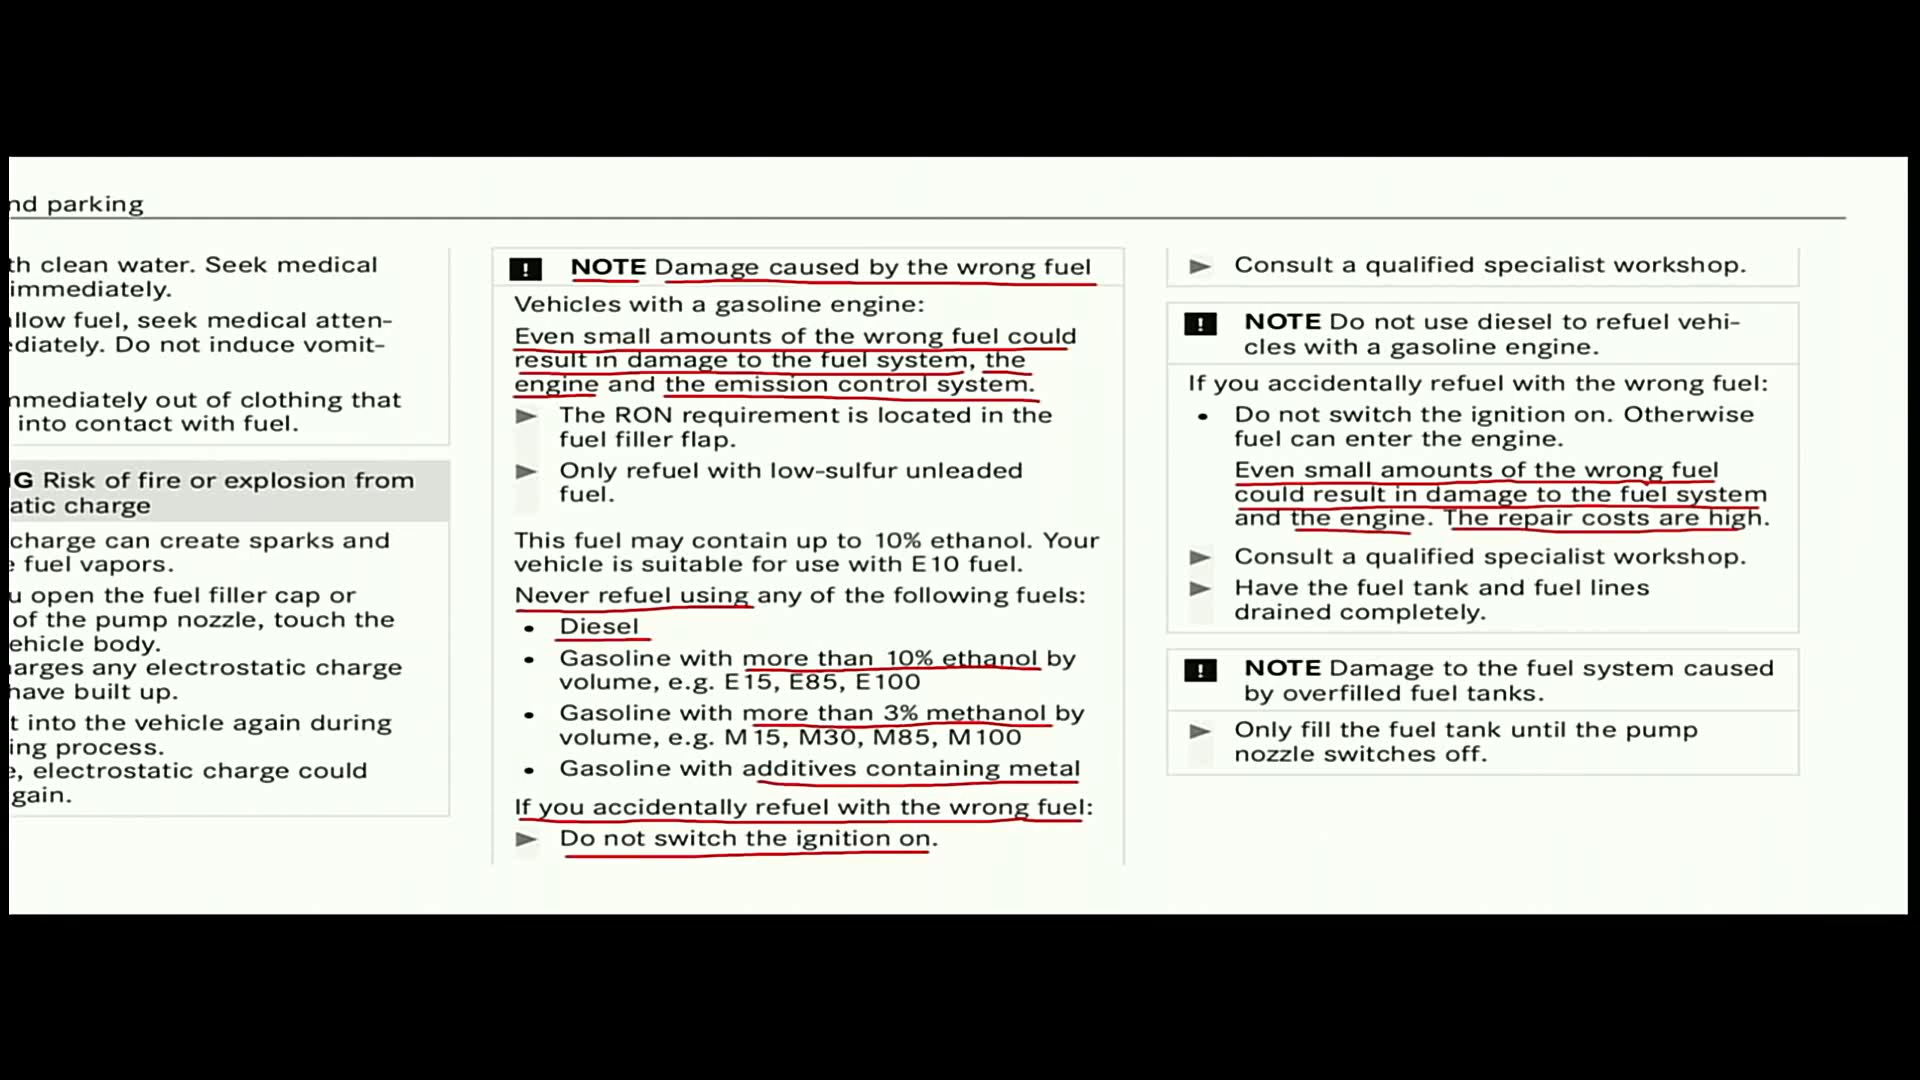 nd parking
th clean water. Seek medical
immediately.
llow fuel, seek medical atten-
diately. Do not induce vomit-
mmediately out of clothing that
into contact with fuel.
G Risk of fire or explosion from
atic charge
charge can create sparks and
fuel vapors.
u open the fuel filler cap or
of the pump nozzle, touch the
ehicle body.
arges any electrostatic charge
have built up.
t into the vehicle again during
ing process.
e, electrostatic charge could
gain.
! NOTE Damage caused by the wrong fuel
Vehicles with a gasoline engine:
Even small amounts of the wrong fuel could
result in damage to the fuel system, the
engine and the emission control system.
► The RON requirement is located in the
fuel filler flap.
► Only refuel with low-sulfur unleaded
fuel.
This fuel may contain up to 10% ethanol. Your
vehicle is suitable for use with E10 fuel.
Never refuel using any of the following fuels:
• Diesel
• Gasoline with more than 10% ethanol by
volume, e.g. E15, E85, E100
• Gasoline with more than 3% methanol by
volume, e.g. M15, M30, M85, M100
• Gasoline with additives containing metal
If you accidentally refuel with the wrong fuel:
► Do not switch the ignition on.
► Consult a qualified specialist workshop.
! NOTE Do not use diesel to refuel vehi-
cles with a gasoline engine.
If you accidentally refuel with the wrong fuel:
• Do not switch the ignition on. Otherwise
fuel can enter the engine.
Even small amounts of the wrong fuel
could result in damage to the fuel system
and the engine. The repair costs are high.
► Consult a qualified specialist workshop.
► Have the fuel tank and fuel lines
drained completely.
! NOTE Damage to the fuel system caused
by overfilled fuel tanks.
► Only fill the fuel tank until the pump
nozzle switches off.